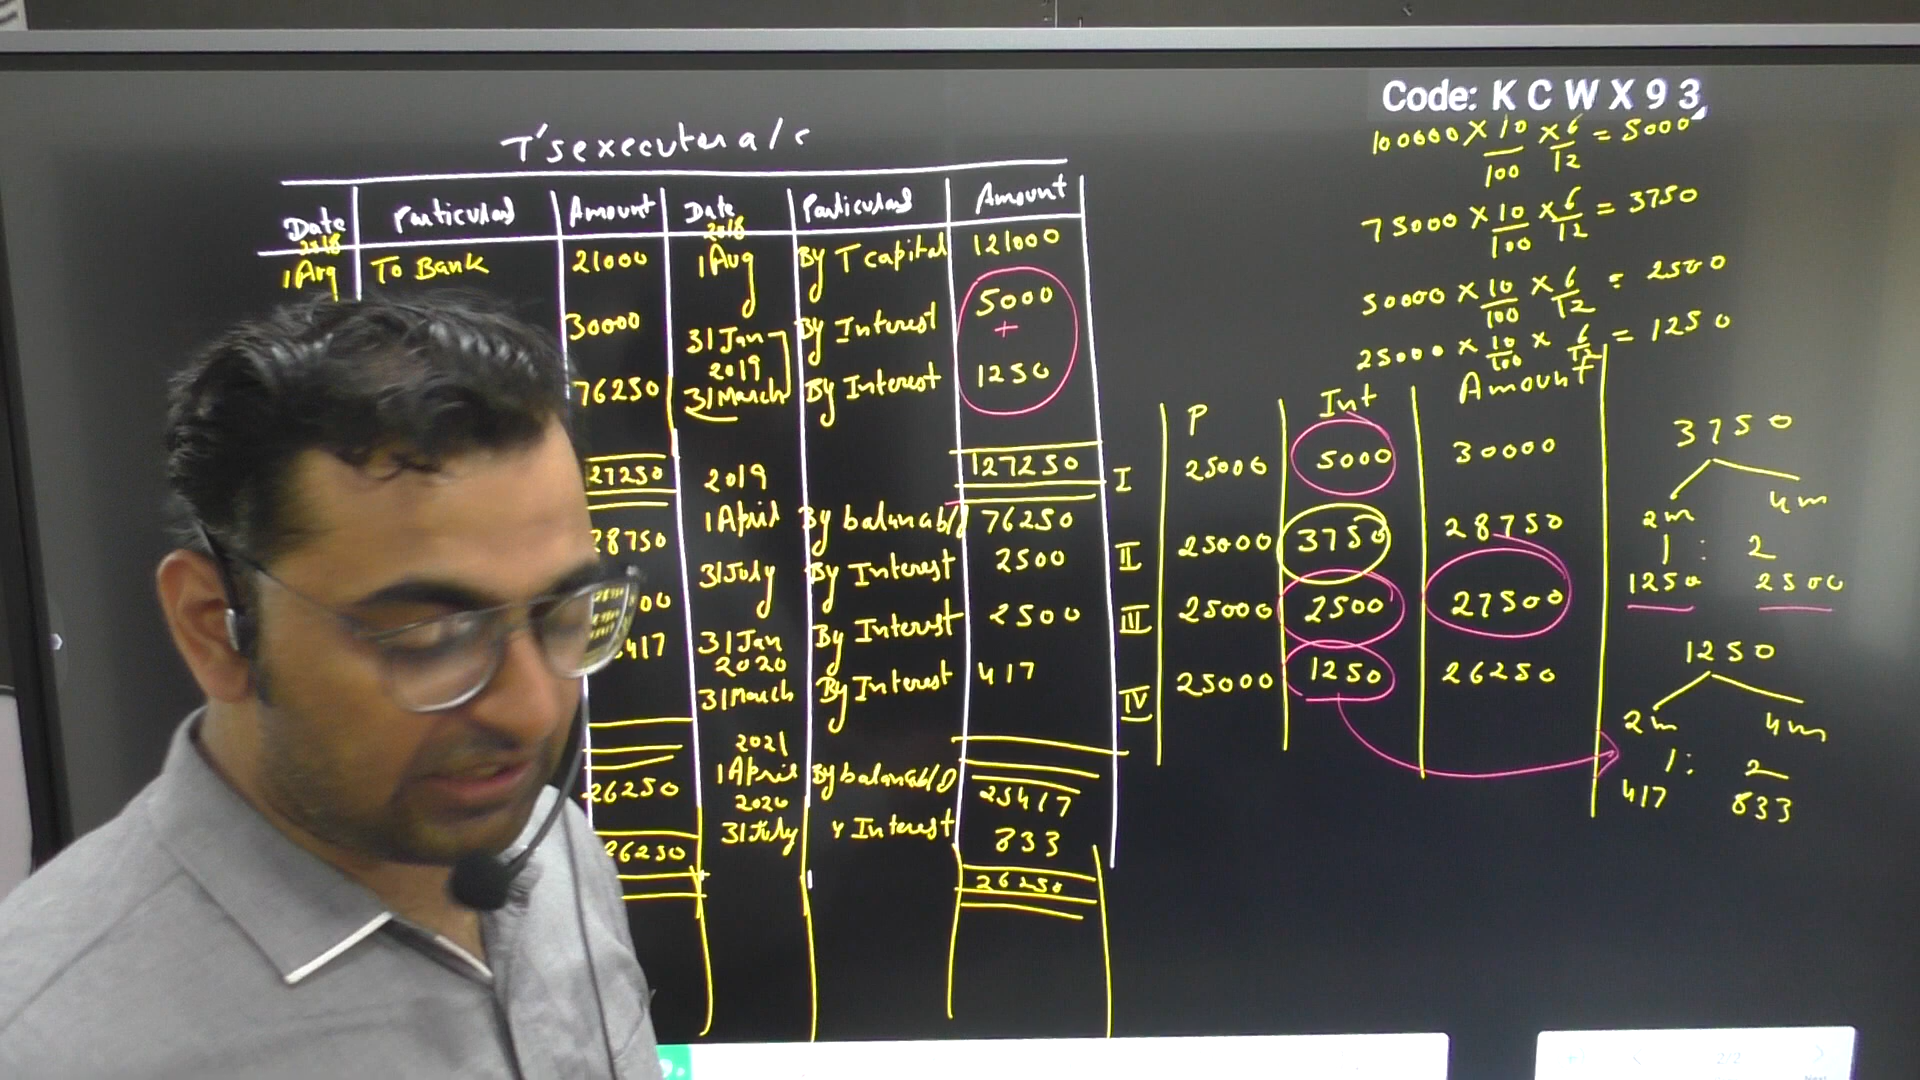 Code: K C W X 9 3
T's executer a/c
Date Particulars Amount Date Particulars Amount
2018 2018
1 Aug To Bank 21000 1 Aug By T capital 121000
30000 31 Jan By Interest 5000
+
2019
76250 31 March By Interest 1250
127250 2019 127250
28750 1 April By balance b/d 76250
31 July By Interest 2500
00 31 Jan By Interest 2500
417 2020
31 March By Interest 417
2021
26250 1 April By balance b/d 25417
2020
31 July y Interest 833
26250 26250
100000 × 10/100 × 6/12 = 5000
75000 × 10/100 × 6/12 = 3750
50000 × 10/100 × 6/12 = 2500
25000 × 10/100 × 6/12 = 1250
P Int Amount
I 25000 5000 30000
II 25000 3750 28750
III 25000 2500 27500
IV 25000 1250 26250
3750
2m 4m
1 : 2
1250 2500
1250
2m 4m
1 : 2
417 833
2/2
Next